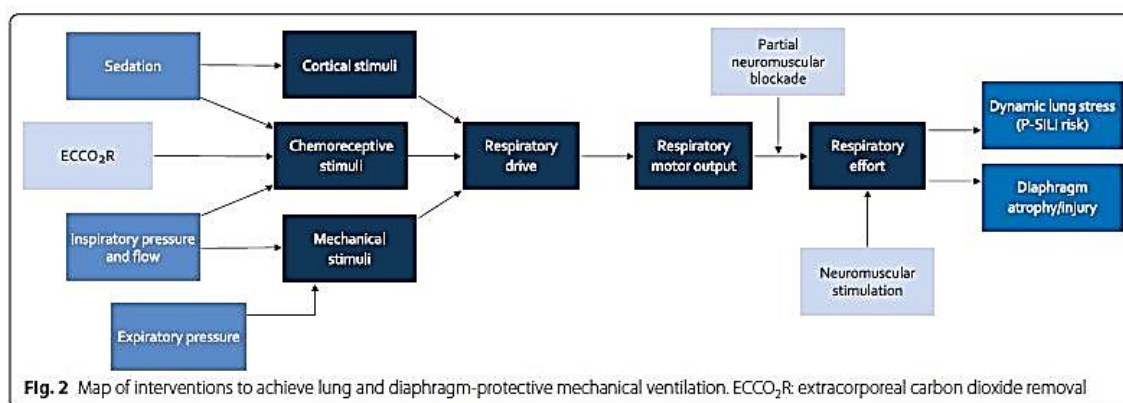 Sedation
Cortical stimuli
Partial
neuromuscular
blockade
Dynamic lung stress
(P-SILI risk)
ECCO₂R
Chemoreceptive
stimuli
Respiratory
drive
Respiratory
motor output
Respiratory
effort
Diaphragm
atrophy/injury
Inspiratory pressure
and flow
Mechanical
stimuli
Neuromuscular
stimulation
Expiratory pressure
Fig. 2 Map of interventions to achieve lung and diaphragm-protective mechanical ventilation. ECCO₂R: extracorporeal carbon dioxide removal